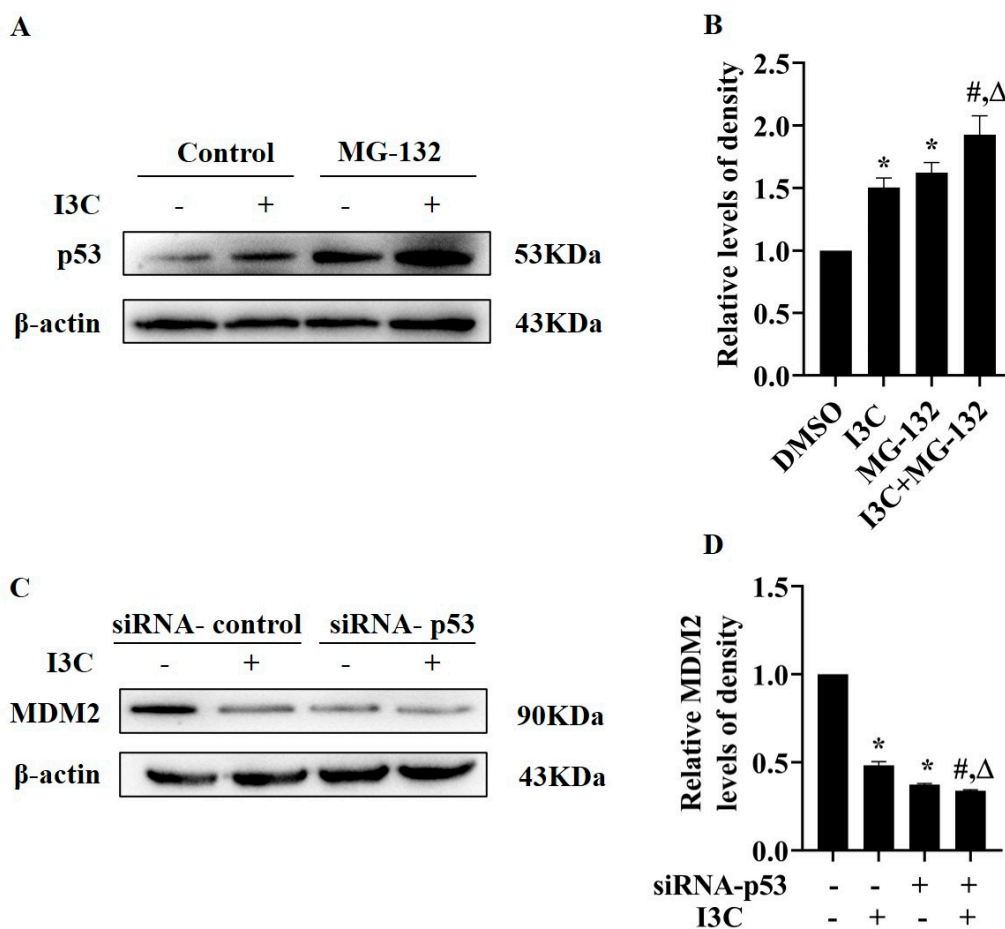 A
Control MG-132
I3C - + - +
p53 53KDa
β-actin 43KDa
B
Relative levels of density
2.5
2.0
1.5
1.0
0.5
0.0
* * #,Δ
DMSO
I3C
MG-132
I3C+MG-132
C
siRNA- control siRNA- p53
I3C - + - +
MDM2 90KDa
β-actin 43KDa
D
Relative MDM2
levels of density
1.5
1.0
0.5
0.0
* * #,Δ
siRNA-p53 - - + +
I3C - + - +